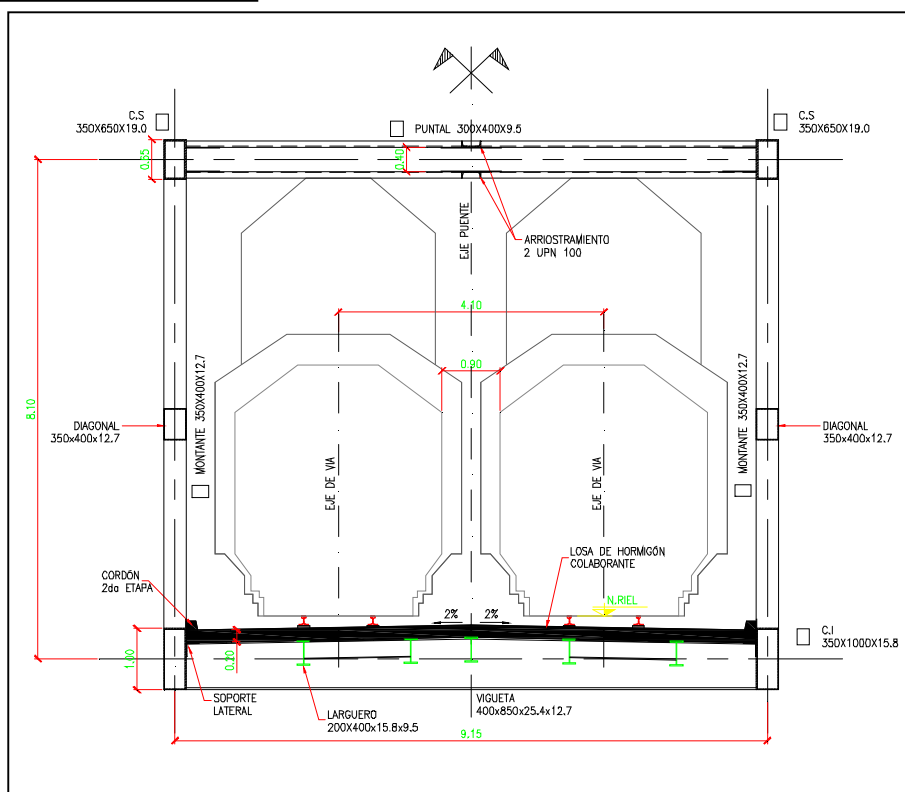 C.S
350X650X19.0
PUNTAL 300X400X9.5
C.S
350X650X19.0
0.65
0.40
EJE PUENTE
ARRIOSTRAMIENTO
2 UPN 100
4.10
0.90
8.10
MONTANTE 350X400X12.7
MONTANTE 350X400X12.7
DIAGONAL
350x400x12.7
DIAGONAL
350x400x12.7
EJE DE VIA
EJE DE VIA
LOSA DE HORMIGÓN
COLABORANTE
CORDÓN
2da ETAPA
N.RIEL
2%
2%
C.I
350X1000X15.8
1.00
0.20
SOPORTE
LATERAL
LARGUERO
200X400x15.8x9.5
VIGUETA
400x850x25.4x12.7
9.15